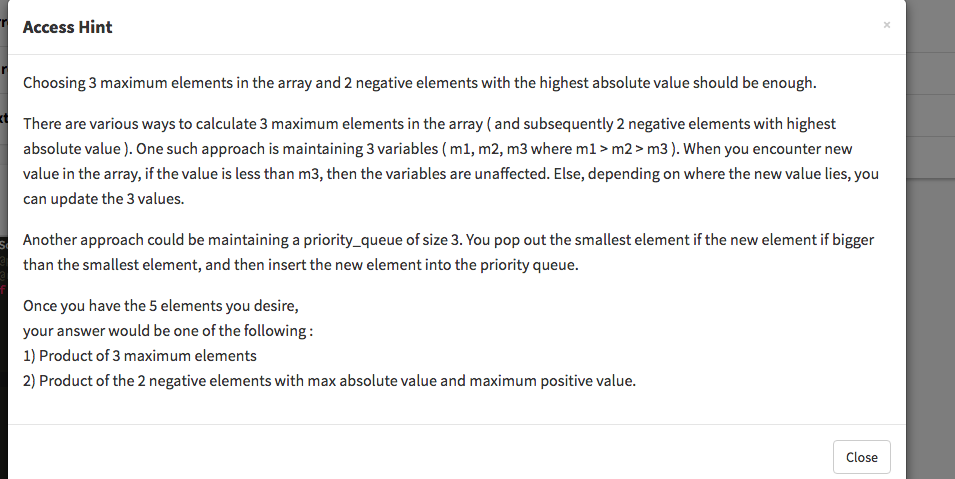 Access Hint
×
Choosing 3 maximum elements in the array and 2 negative elements with the highest absolute value should be enough.
There are various ways to calculate 3 maximum elements in the array ( and subsequently 2 negative elements with highest
absolute value ). One such approach is maintaining 3 variables ( m1, m2, m3 where m1 > m2 > m3 ). When you encounter new
value in the array, if the value is less than m3, then the variables are unaffected. Else, depending on where the new value lies, you
can update the 3 values.
Another approach could be maintaining a priority_queue of size 3. You pop out the smallest element if the new element if bigger
than the smallest element, and then insert the new element into the priority queue.
Once you have the 5 elements you desire,
your answer would be one of the following :
1) Product of 3 maximum elements
2) Product of the 2 negative elements with max absolute value and maximum positive value.
Close